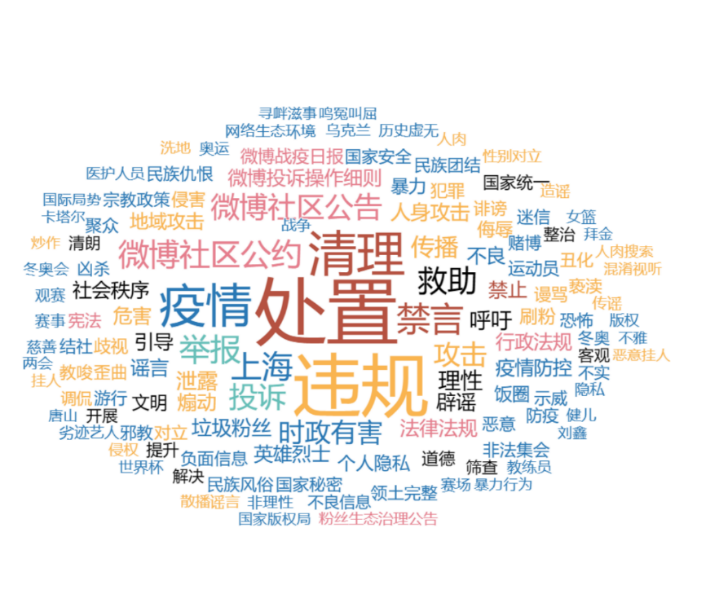 寻衅滋事 鸣冤叫屈
网络生态环境 乌克兰 历史虚无 人肉
洗地 奥运 微博战疫日报 国家安全 民族团结 性别对立
医护人员 民族仇恨 微博投诉操作细则 暴力 犯罪 国家统一 造谣
国际局势 宗教政策 侵害 微博社区公告 人身攻击 诽谤 迷信 女篮
卡塔尔 聚众 地域攻击 战争 侮辱 赌博 整治 拜金
炒作 清朗 微博社区公约 清理 传播 不良 丑化 人肉搜索
冬奥会 凶杀 救助 运动员 混淆视听
观赛 社会秩序 疫情 处置 禁言 禁止 谩骂 亵渎 传谣
赛事 宪法 危害 呼吁 刷粉 恐怖 版权
慈善 结社 歧视 引导 举报 行政法规 冬奥 不雅
两会 教唆 歪曲 谣言 上海 违规 攻击 疫情防控 客观 恶意挂人
挂人 泄露 理性 不实
调侃 游行 文明 煽动 投诉 辟谣 饭圈 示威 隐私
唐山 开展 防疫 健儿
劣迹艺人 邪教 对立 垃圾粉丝 时政有害 法律法规 恶意 刘鑫
侵权 提升 负面信息 英雄烈士 个人隐私 道德 非法集会
世界杯 解决 筛查 教练员
民族风俗 国家秘密 领土完整 赛场 暴力行为
散播谣言 非理性 不良信息
国家版权局 粉丝生态治理公告